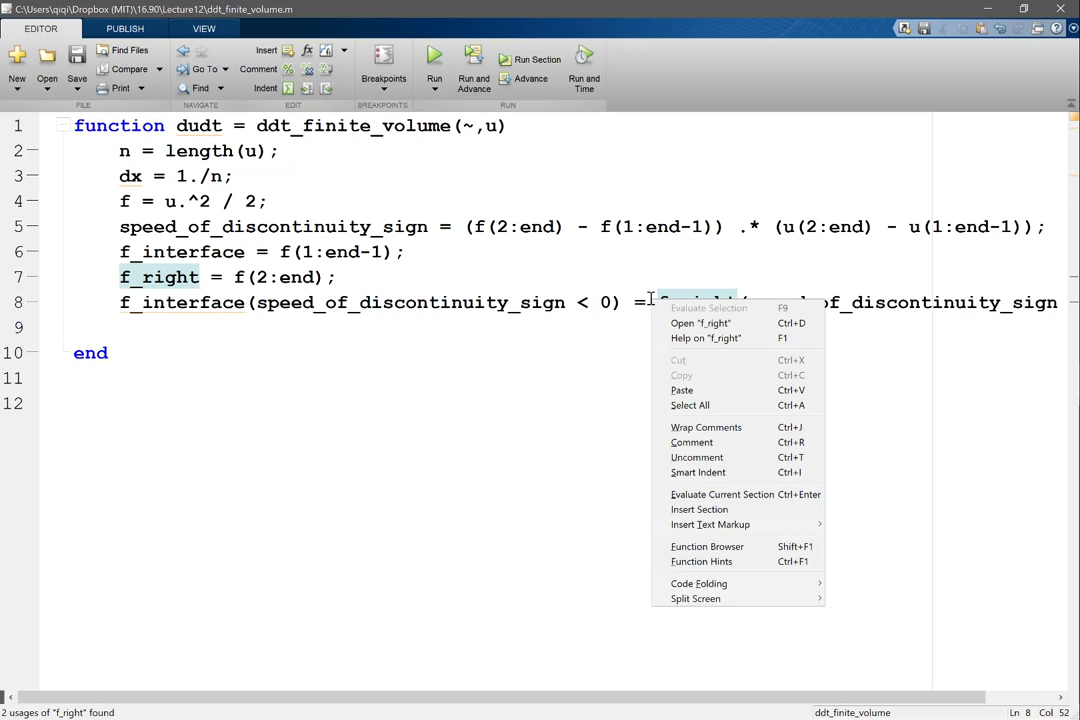 C:\Users\qiqi\Dropbox (MIT)\16.90\Lecture12\ddt_finite_volume.m
EDITOR PUBLISH VIEW
Find Files Insert fx
Compare Go To Comment Run Section
New Open Save Print Find Indent Breakpoints Run Run and Advance Advance Run and Time
FILE NAVIGATE EDIT BREAKPOINTS RUN
1 function dudt = ddt_finite_volume(~,u)
2 n = length(u);
3 dx = 1./n;
4 f = u.^2 / 2;
5 speed_of_discontinuity_sign = (f(2:end) - f(1:end-1)) .* (u(2:end) - u(1:end-1));
6 f_interface = f(1:end-1);
7 f_right = f(2:end);
8 f_interface(speed_of_discontinuity_sign < 0) = of_discontinuity_sign
9
10 end
11
12
Evaluate Selection F9
Open "f_right" Ctrl+D
Help on "f_right" F1
Cut Ctrl+X
Copy Ctrl+C
Paste Ctrl+V
Select All Ctrl+A
Wrap Comments Ctrl+J
Comment Ctrl+R
Uncomment Ctrl+T
Smart Indent Ctrl+I
Evaluate Current Section Ctrl+Enter
Insert Section
Insert Text Markup
Function Browser Shift+F1
Function Hints Ctrl+F1
Code Folding
Split Screen
2 usages of "f_right" found ddt_finite_volume Ln 8 Col 52